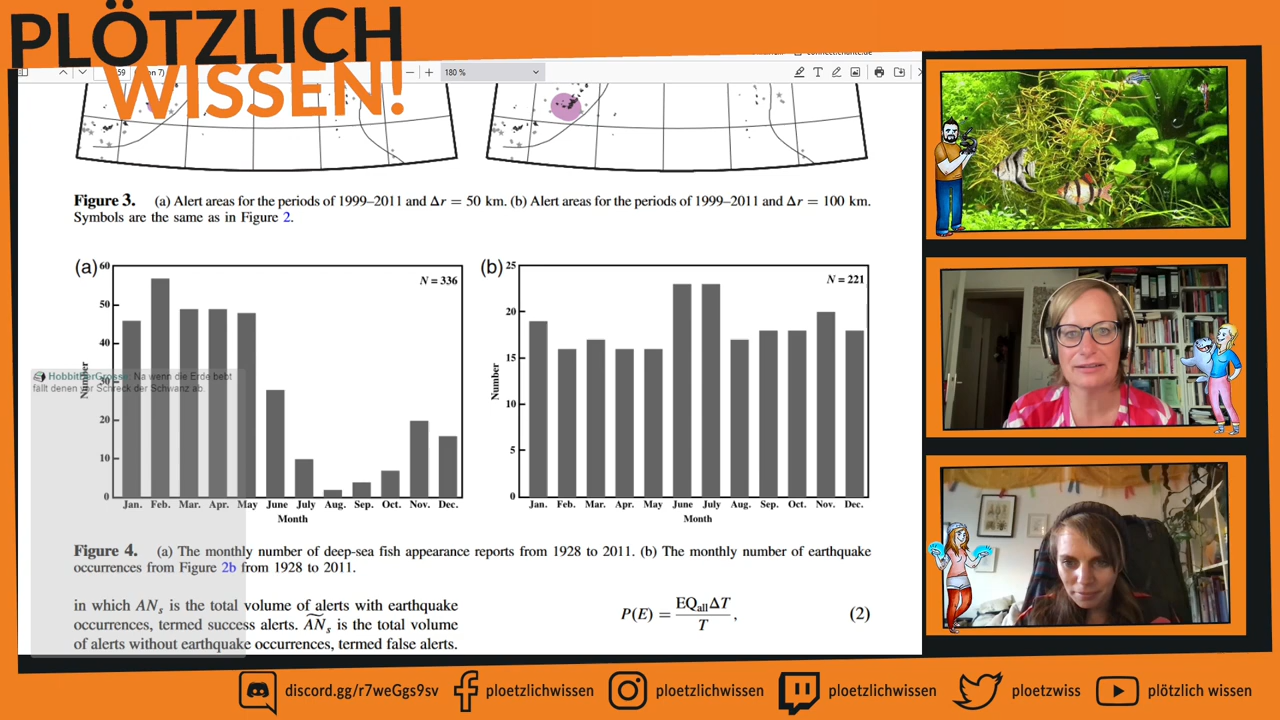 PLÖTZLICH
WISSEN!
180 %
Figure 3. (a) Alert areas for the periods of 1999–2011 and Δr = 50 km. (b) Alert areas for the periods of 1999–2011 and Δr = 100 km.
Symbols are the same as in Figure 2.
(a)
60
50
40
30
20
10
0
Number
N = 336
Jan. Feb. Mar. Apr. May June July Aug. Sep. Oct. Nov. Dec.
Month
HobbitderGrosse: Na wenn die Erde bebt
fällt denen vor Schreck der Schwanz ab.
(b)
25
20
15
10
5
0
Number
N = 221
Jan. Feb. Mar. Apr. May June July Aug. Sep. Oct. Nov. Dec.
Month
Figure 4. (a) The monthly number of deep-sea fish appearance reports from 1928 to 2011. (b) The monthly number of earthquake
occurrences from Figure 2b from 1928 to 2011.
in which ANs is the total volume of alerts with earthquake
occurrences, termed success alerts. ÃNs is the total volume
of alerts without earthquake occurrences, termed false alerts.
P(E) = EQallΔT / T, (2)
discord.gg/r7weGgs9sv ploetzlichwissen ploetzlichwissen ploetzlichwissen ploetzwiss plötzlich wissen